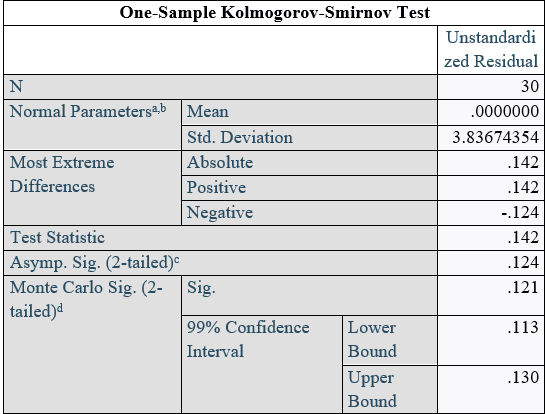 One-Sample Kolmogorov-Smirnov Test
Unstandardi
zed Residual
N 30
Normal Parametersᵃ,ᵇ Mean .0000000
Std. Deviation 3.83674354
Most Extreme Absolute .142
Differences Positive .142
Negative -.124
Test Statistic .142
Asymp. Sig. (2-tailed)ᶜ .124
Monte Carlo Sig. (2- Sig. .121
tailed)ᵈ
99% Confidence Lower .113
Interval Bound
Upper .130
Bound